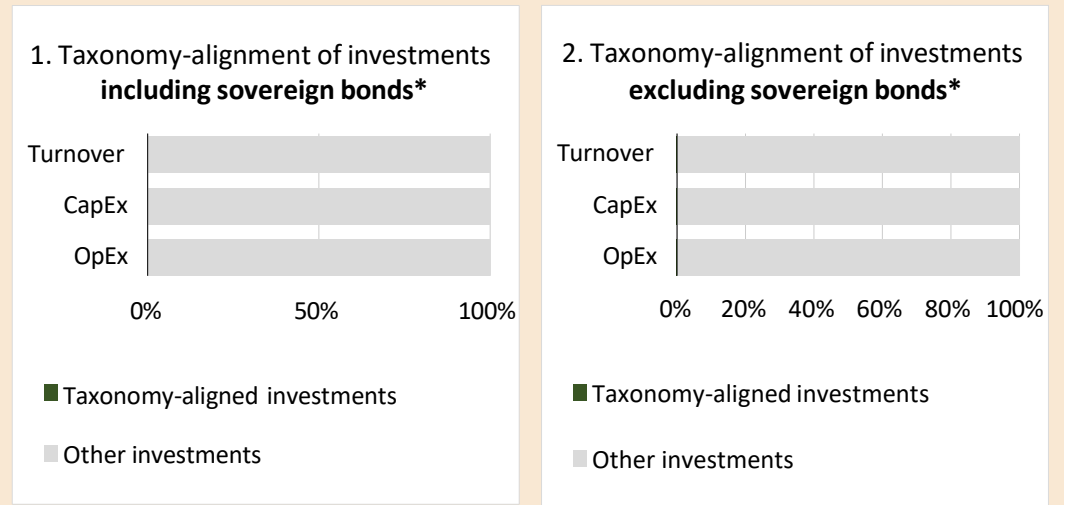 1. Taxonomy-alignment of investments
including sovereign bonds*
Turnover
CapEx
OpEx
0% 50% 100%
Taxonomy-aligned investments
Other investments
2. Taxonomy-alignment of investments
excluding sovereign bonds*
Turnover
CapEx
OpEx
0% 20% 40% 60% 80% 100%
Taxonomy-aligned investments
Other investments